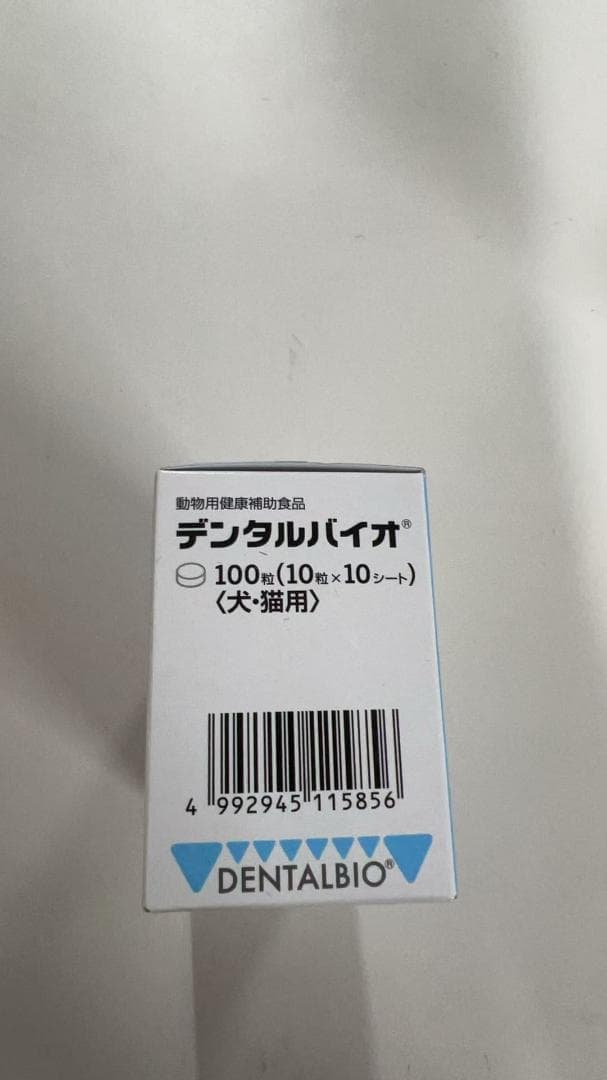 動物用健康補助食品
デンタルバイオ®
100粒(10粒×10シート)
〈犬・猫用〉
4 992945 115856
DENTALBIO®